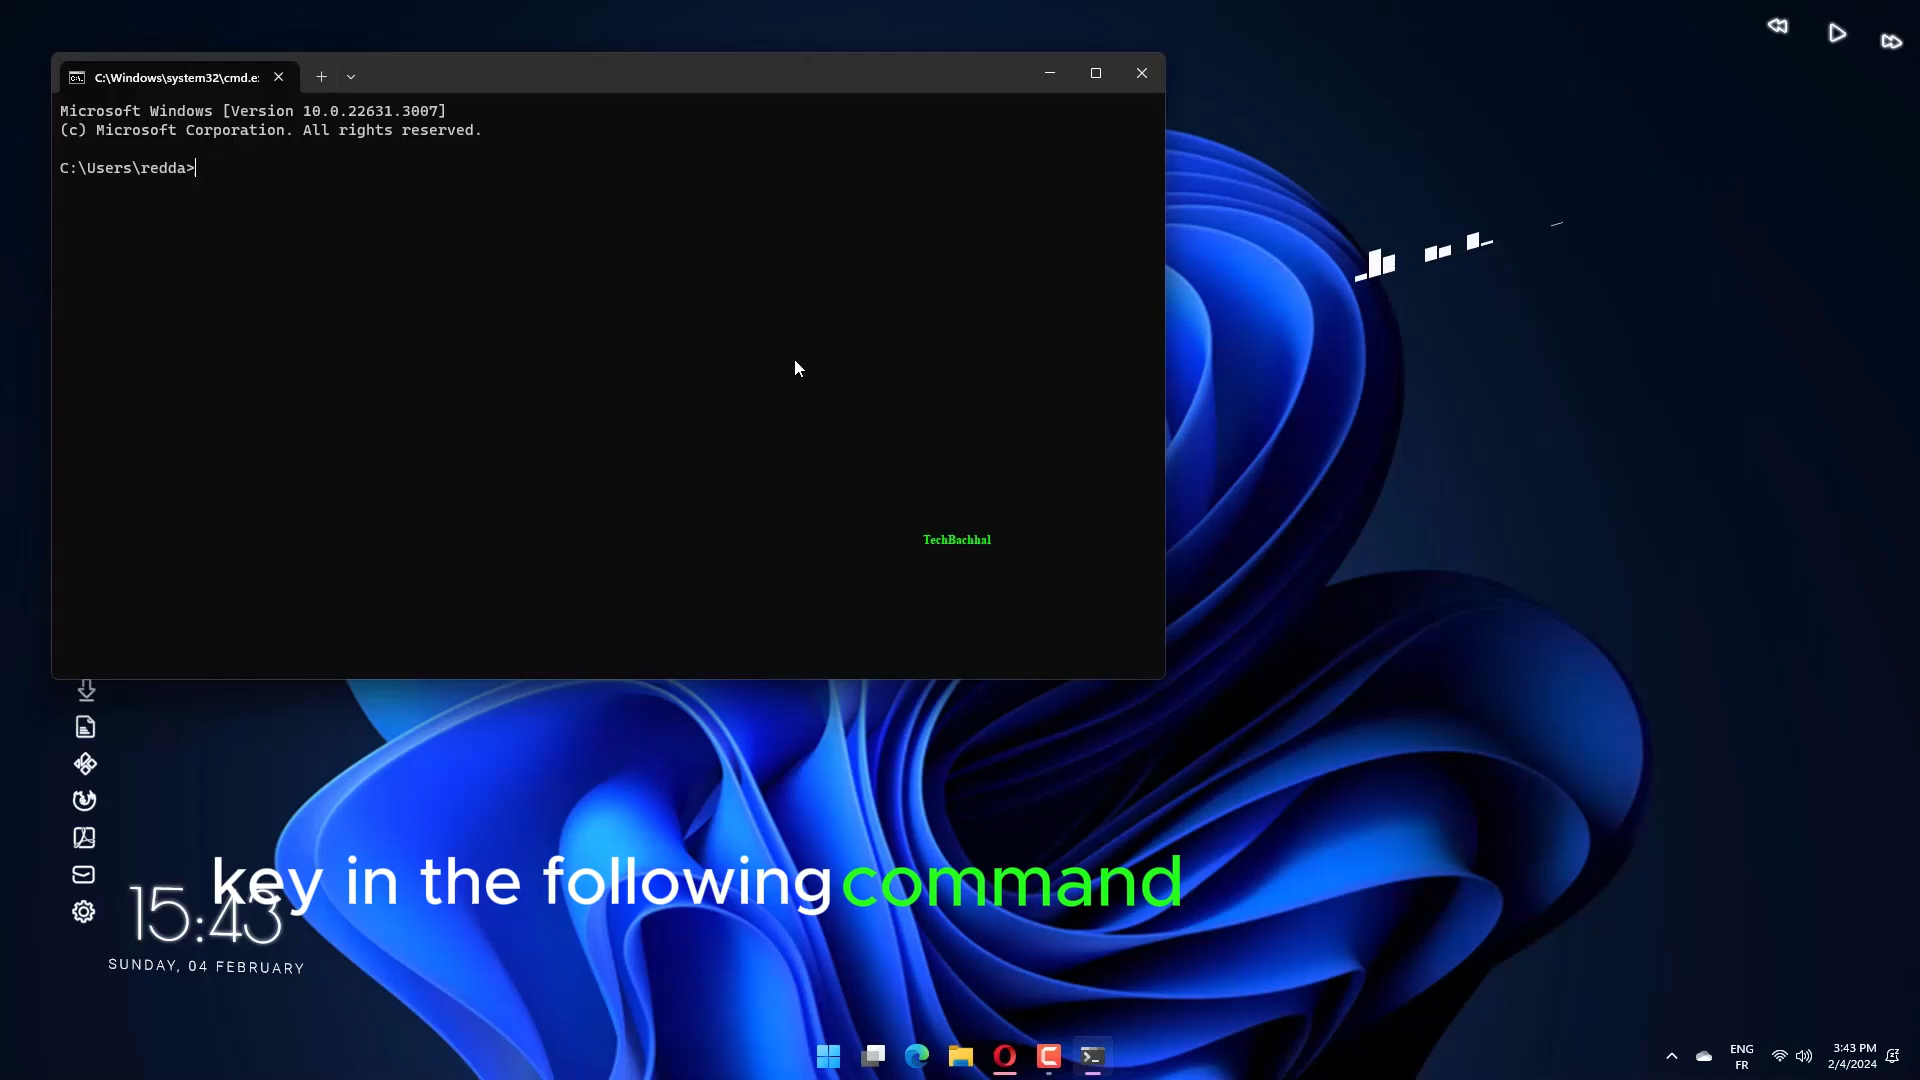 C:\Windows\system32\cmd.e:
Microsoft Windows [Version 10.0.22631.3007]
(c) Microsoft Corporation. All rights reserved.
C:\Users\redda>
TechBachhal
key in the following command
15:43
SUNDAY, 04 FEBRUARY
ENG
FR
3:43 PM
2/4/2024